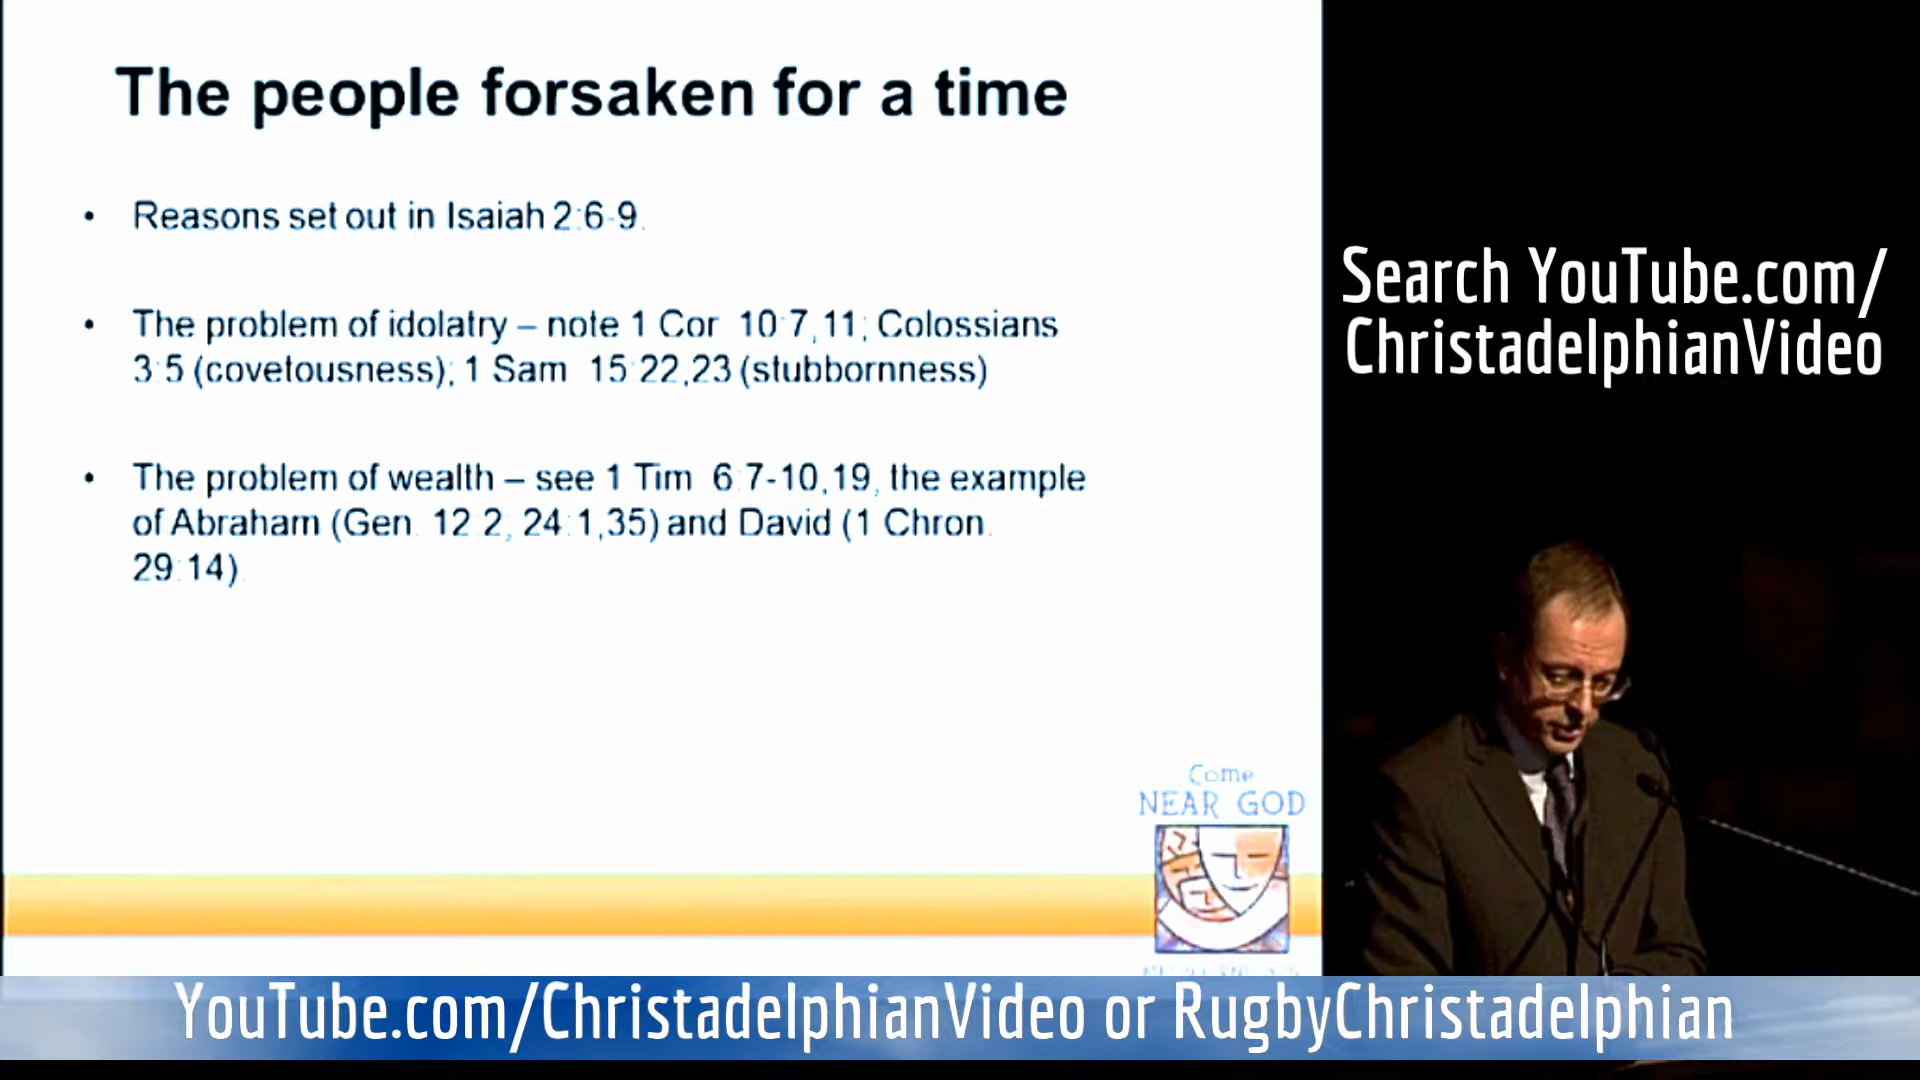 The people forsaken for a time
• Reasons set out in Isaiah 2:6-9.
• The problem of idolatry – note 1 Cor 10:7,11; Colossians
3:5 (covetousness); 1 Sam 15:22,23 (stubbornness)
• The problem of wealth – see 1 Tim 6:7-10,19, the example
of Abraham (Gen 12:2; 24:1,35) and David (1 Chron.
29:14).
Search YouTube.com/
ChristadelphianVideo
Come
NEAR GOD
YouTube.com/ChristadelphianVideo or RugbyChristadelphian